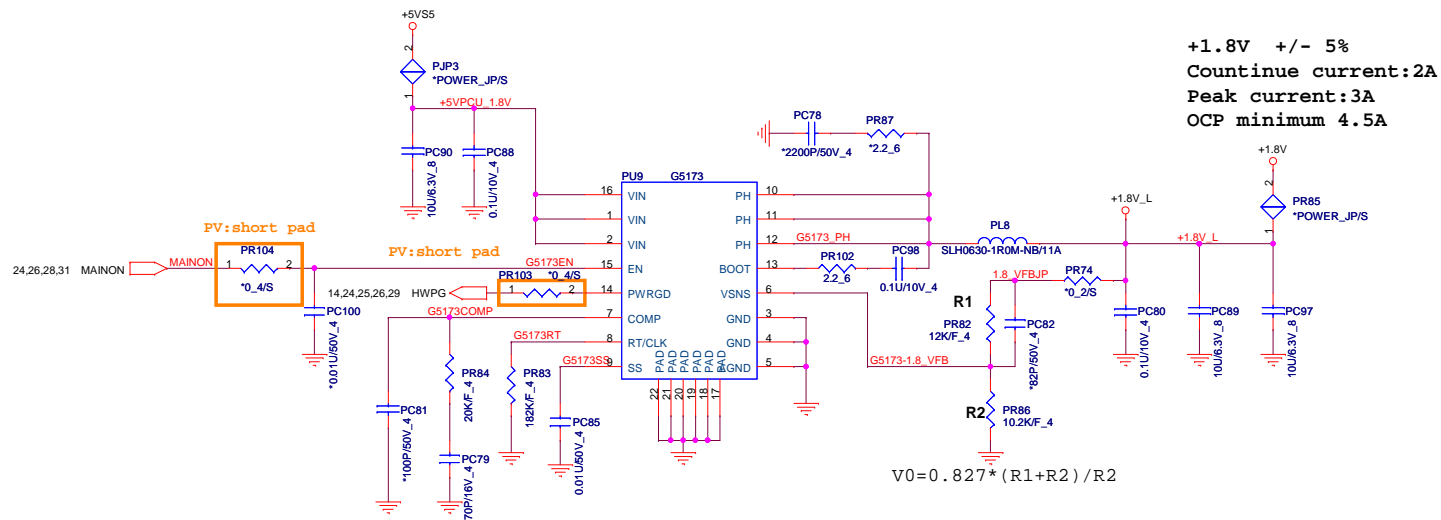 +5VS5
2
PJP3
*POWER_JP/S
1
+5VPCU_1.8V
PC90
10U/6.3V_8
PC88
0.1U/10V_4
+1.8V +/- 5%
Countinue current:2A
Peak current:3A
OCP minimum 4.5A
PC78
*2200P/50V_4
PR87
*2.2_6
+1.8V
2
PR85
*POWER_JP/S
1
PU9
G5173
16
VIN
1
VIN
2
VIN
15
EN
14
PWRGD
7
COMP
8
RT/CLK
9
SS
PH
10
PH
11
PH
12
BOOT
13
VSNS
6
GND
3
GND
4
AGND
5
PAD
PAD
PAD
PAD
PAD
PAD
22
21
20
19
18
17
PV:short pad
PR104
1
2
*0_4/S
24,26,28,31
MAINON
MAINON
G5173EN
PC100
*0.01U/50V_4
PV:short pad
PR103
*0_4/S
1
2
14,24,25,26,29
HWPG
G5173COMP
G5173RT
G5173SS
PC81
*100P/50V_4
PR84
20K/F_4
PC79
70P/16V_4
PR83
182K/F_4
PC85
0.01U/50V_4
G5173_PH
PL8
SLH0630-1R0M-NB/11A
+1.8V_L
+1.8V_L
PR102
2.2_6
PC98
0.1U/10V_4
1.8_VFBJP
PR74
*0_2/S
R1
PR82
12K/F_4
PC82
*82P/50V_4
G5173-1.8_VFB
R2
PR86
10.2K/F_4
PC80
0.1U/10V_4
PC89
10U/6.3V_8
PC97
10U/6.3V_8
V0=0.827*(R1+R2)/R2